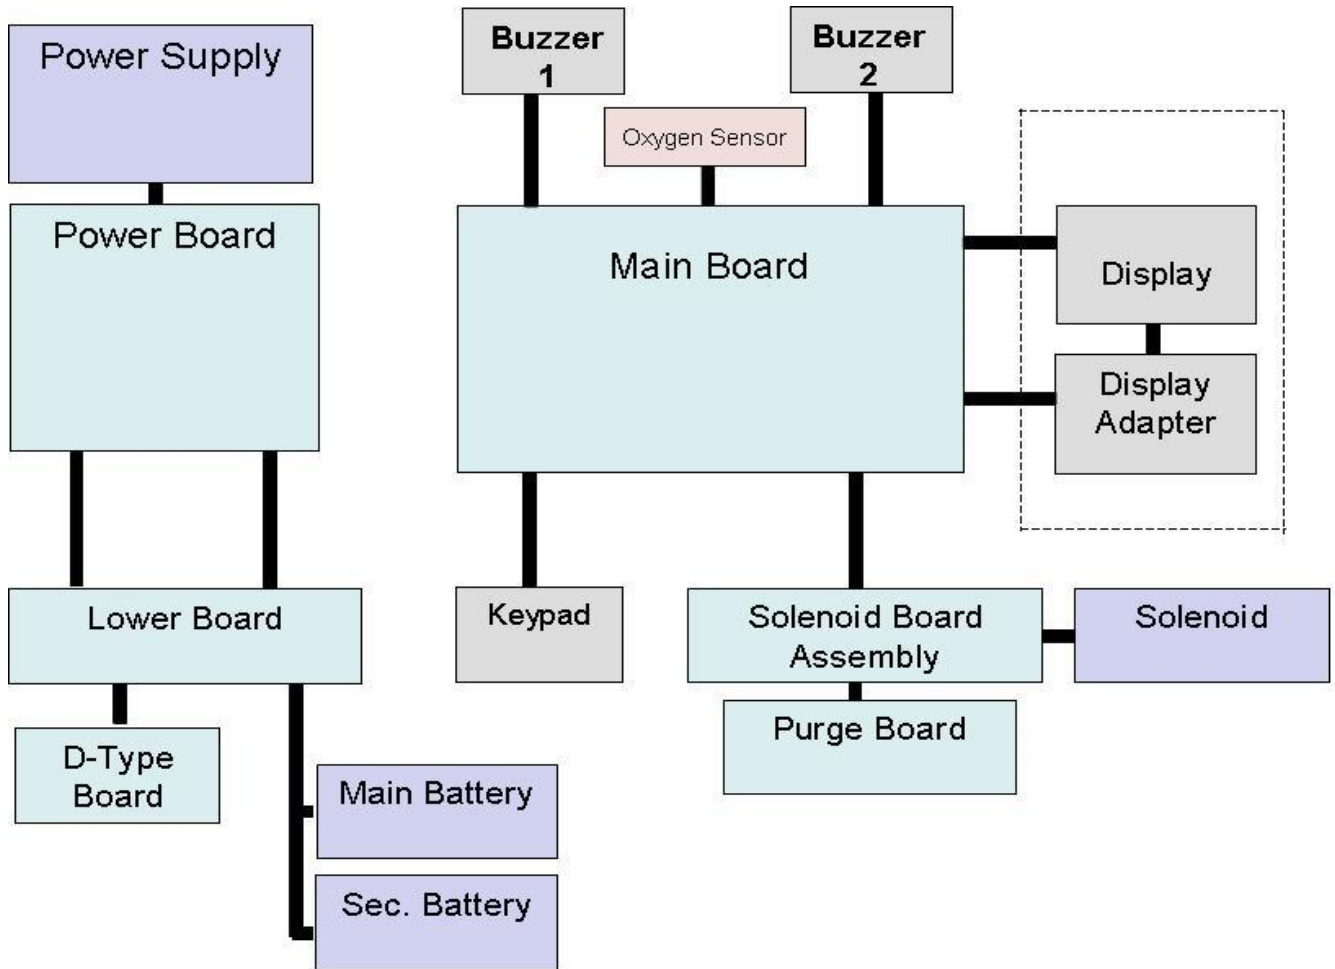 Power Supply
Buzzer
1
Buzzer
2
Oxygen Sensor
Power Board
Main Board
Display
Display
Adapter
Lower Board
Keypad
Solenoid Board
Assembly
Solenoid
D-Type
Board
Purge Board
Main Battery
Sec. Battery